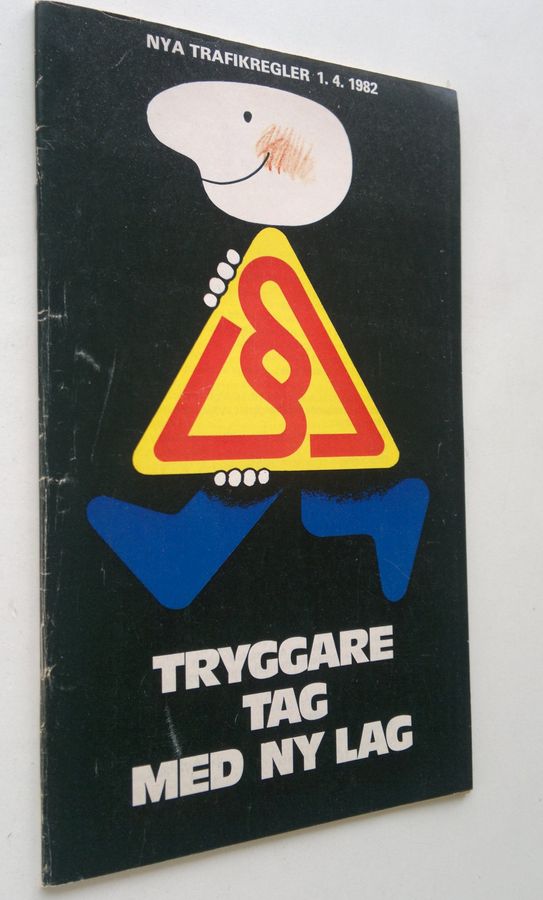 NYA TRAFIKREGLER 1. 4. 1982
§
TRYGGARE
TAG
MED NY LAG